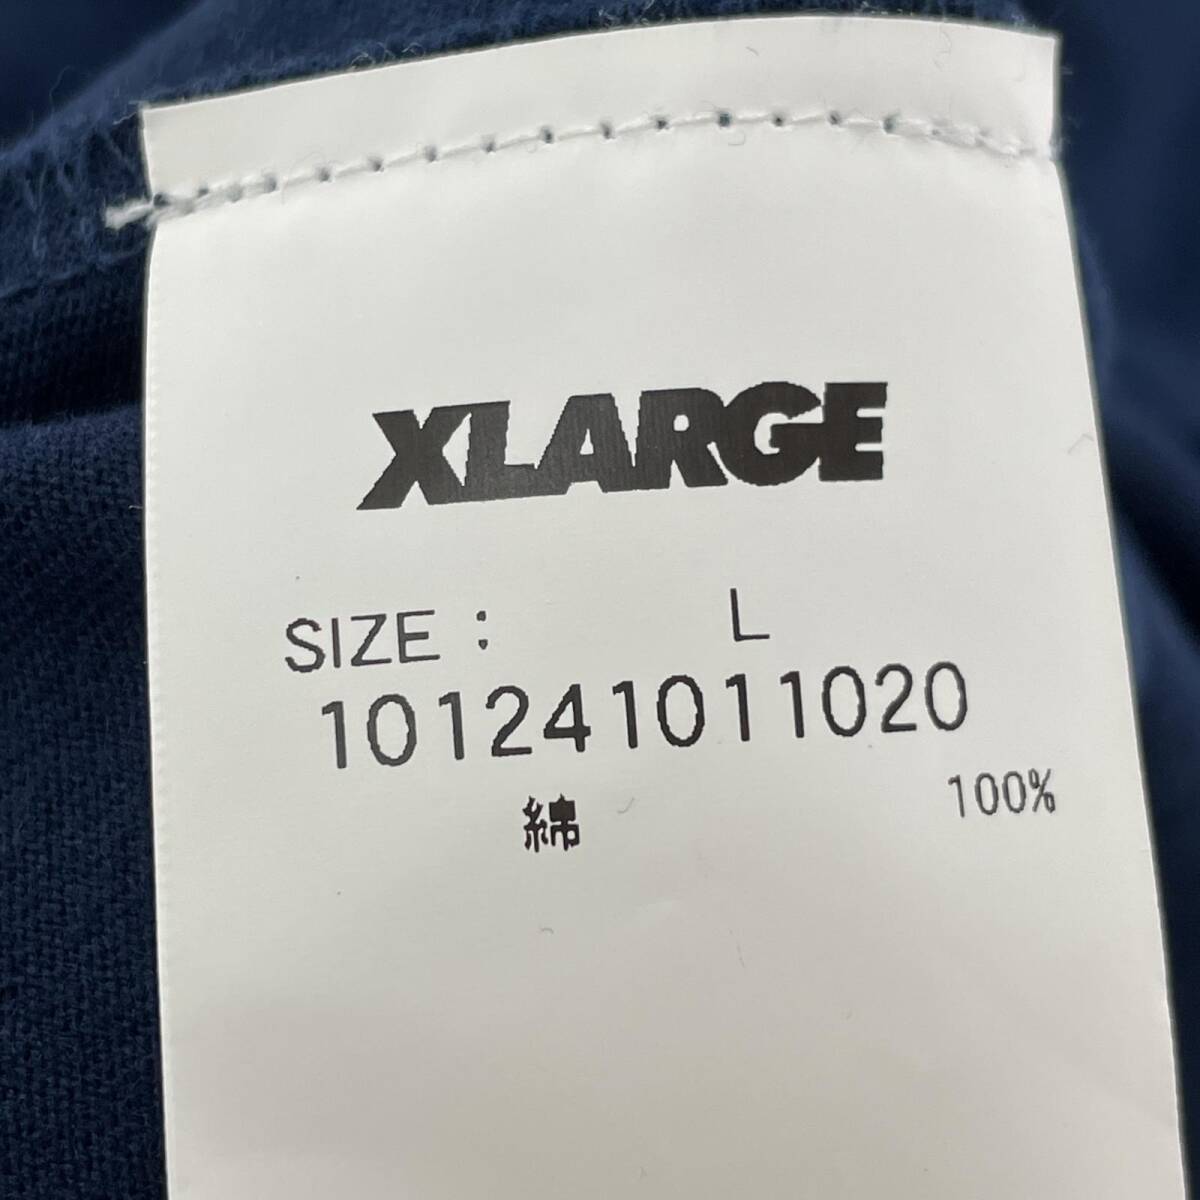 XLARGE
SIZE : L
101241011020
綿 100%